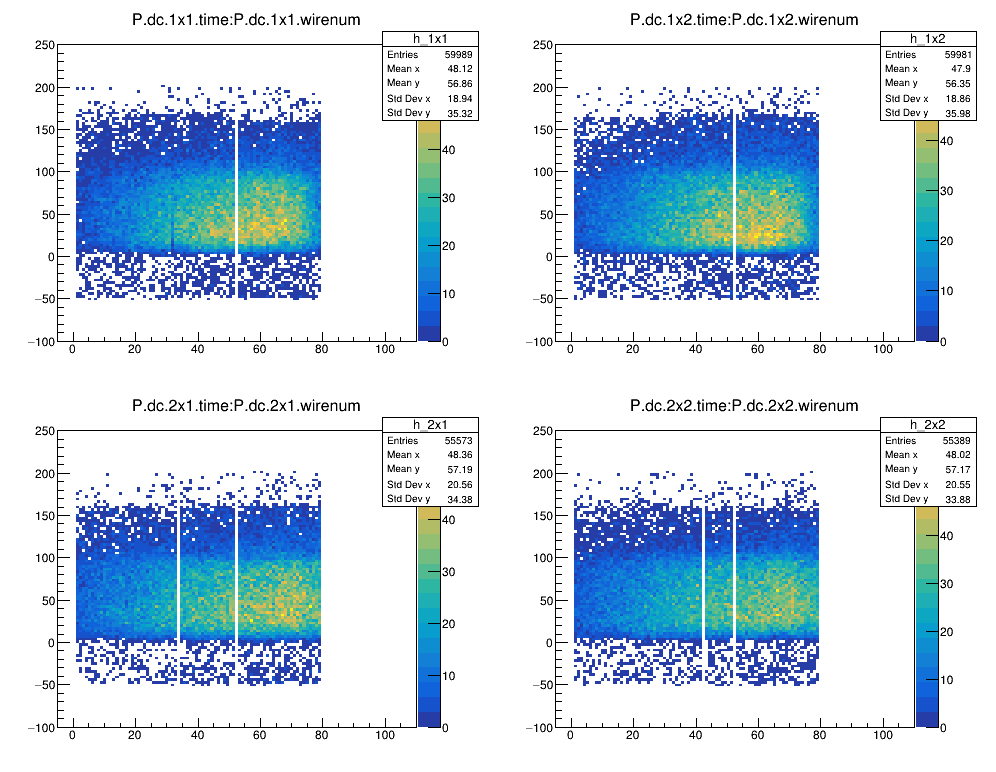 P.dc.1x1.time:P.dc.1x1.wirenum
h_1x1
Entries 59989
Mean x 48.12
Mean y 56.86
Std Dev x 18.94
Std Dev y 35.32
250
200
150
100
50
0
−50
−100
0 20 40 60 80 100
40
30
20
10
0
P.dc.1x2.time:P.dc.1x2.wirenum
h_1x2
Entries 59981
Mean x 47.9
Mean y 56.35
Std Dev x 18.86
Std Dev y 35.98
250
200
150
100
50
0
−50
−100
0 20 40 60 80 100
40
30
20
10
0
P.dc.2x1.time:P.dc.2x1.wirenum
h_2x1
Entries 55573
Mean x 48.36
Mean y 57.19
Std Dev x 20.56
Std Dev y 34.38
250
200
150
100
50
0
−50
−100
0 20 40 60 80 100
40
30
20
10
0
P.dc.2x2.time:P.dc.2x2.wirenum
h_2x2
Entries 55389
Mean x 48.02
Mean y 57.17
Std Dev x 20.55
Std Dev y 33.88
250
200
150
100
50
0
−50
−100
0 20 40 60 80 100
40
30
20
10
0